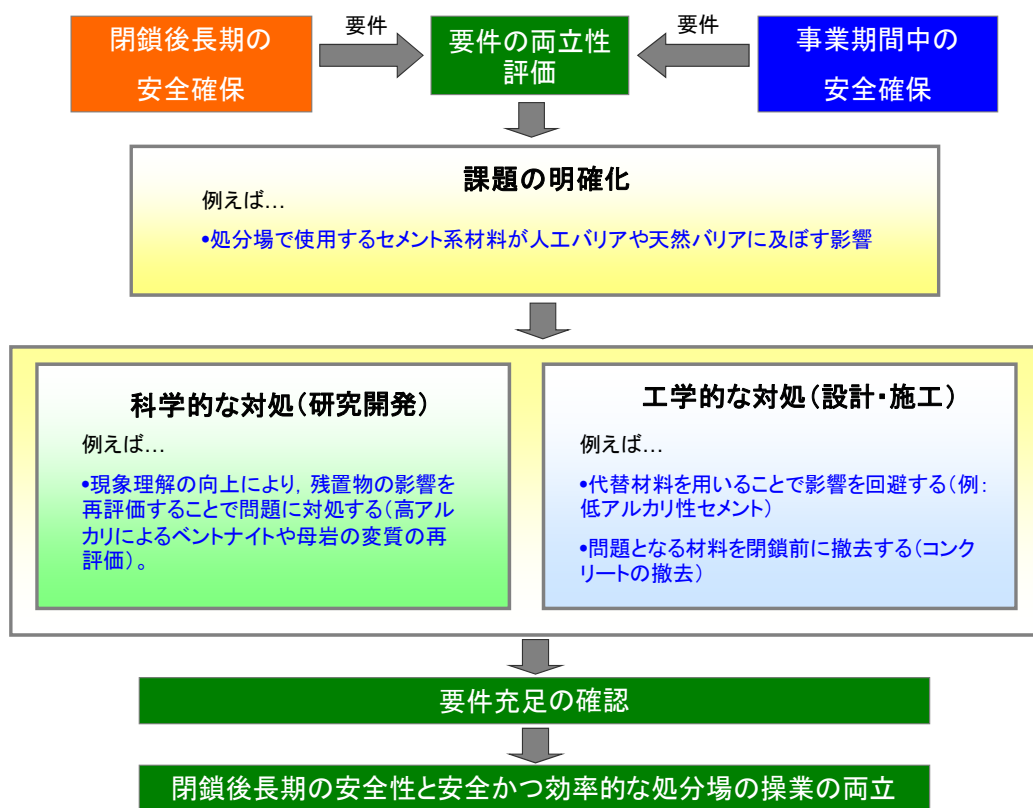 閉鎖後長期の
安全確保
要件
要件の両立性
評価
要件
事業期間中の
安全確保
課題の明確化
例えば…
•処分場で使用するセメント系材料が人工バリアや天然バリアに及ぼす影響
科学的な対処（研究開発）
例えば…
•現象理解の向上により，残置物の影響を
再評価することで問題に対処する（高アル
カリによるベントナイトや母岩の変質の再
評価）。
工学的な対処（設計・施工）
例えば…
•代替材料を用いることで影響を回避する（例：
低アルカリ性セメント）
•問題となる材料を閉鎖前に撤去する（コンク
リートの撤去）
要件充足の確認
閉鎖後長期の安全性と安全かつ効率的な処分場の操業の両立